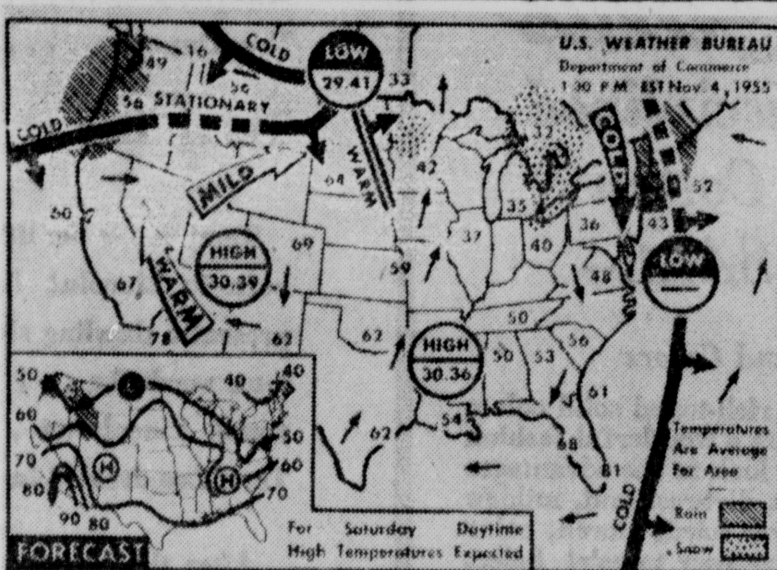 COLD
LOW
29.41
U.S. WEATHER BUREAU
Department of Commerce
1:30 P.M. EST Nov. 4, 1955
49
16
33
56
STATIONARY
COLD
32
COLD
42
WARM
64
MILD
52
35
36
43
60
37
40
69
HIGH
30.39
LOW
59
48
67
WARM
50
78
62
62
HIGH
30.36
50
53
56
61
54
62
68
81
Temperatures
Are Average
For Area
COLD
Rain
Snow
50
40
40
60
L
50
70
H
H
60
80
70
90
80
For Saturday Daytime
High Temperatures Expected
FORECAST